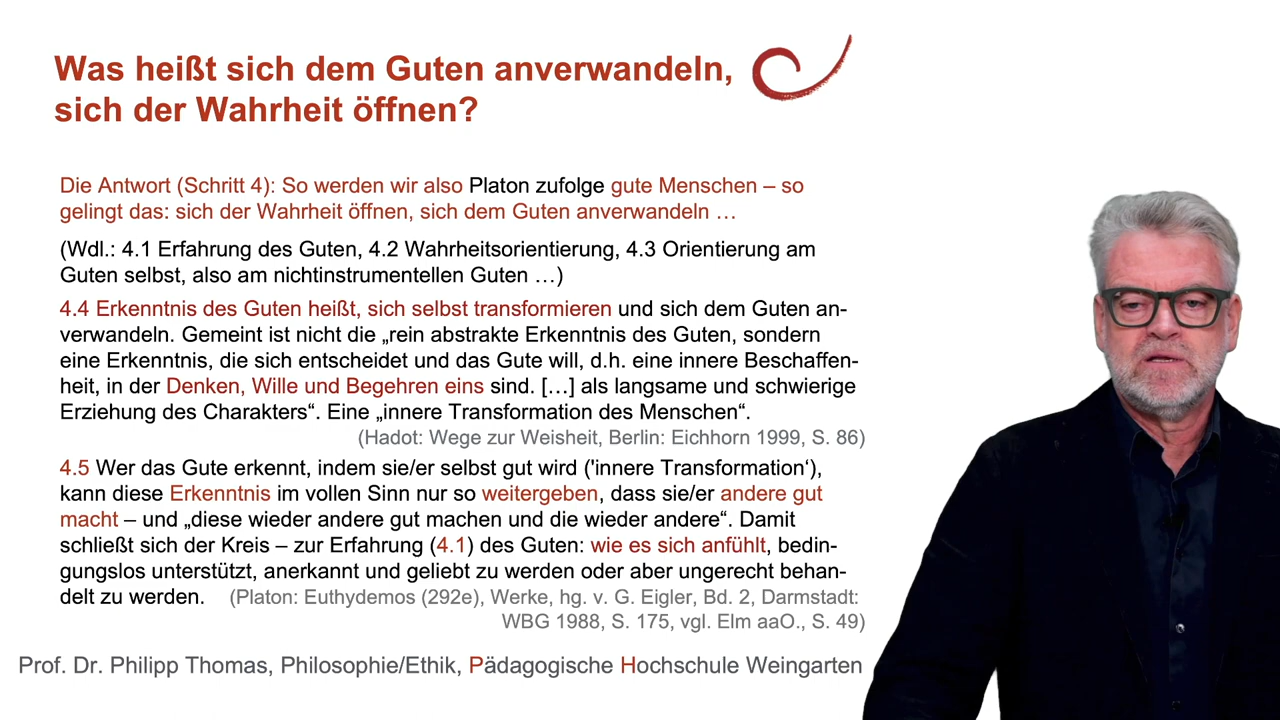 Was heißt sich dem Guten anverwandeln,
sich der Wahrheit öffnen?
Die Antwort (Schritt 4): So werden wir also Platon zufolge gute Menschen – so
gelingt das: sich der Wahrheit öffnen, sich dem Guten anverwandeln …
(Wdl.: 4.1 Erfahrung des Guten, 4.2 Wahrheitsorientierung, 4.3 Orientierung am
Guten selbst, also am nichtinstrumentellen Guten …)
4.4 Erkenntnis des Guten heißt, sich selbst transformieren und sich dem Guten an-
verwandeln. Gemeint ist nicht die „rein abstrakte Erkenntnis des Guten, sondern
eine Erkenntnis, die sich entscheidet und das Gute will, d.h. eine innere Beschaffen-
heit, in der Denken, Wille und Begehren eins sind. […] als langsame und schwierige
Erziehung des Charakters“. Eine „innere Transformation des Menschen“.
(Hadot: Wege zur Weisheit, Berlin: Eichhorn 1999, S. 86)
4.5 Wer das Gute erkennt, indem sie/er selbst gut wird ('innere Transformation‘),
kann diese Erkenntnis im vollen Sinn nur so weitergeben, dass sie/er andere gut
macht – und „diese wieder andere gut machen und die wieder andere“. Damit
schließt sich der Kreis – zur Erfahrung (4.1) des Guten: wie es sich anfühlt, bedin-
gungslos unterstützt, anerkannt und geliebt zu werden oder aber ungerecht behan-
delt zu werden. (Platon: Euthydemos (292e), Werke, hg. v. G. Eigler, Bd. 2, Darmstadt:
WBG 1988, S. 175, vgl. Elm aaO., S. 49)
Prof. Dr. Philipp Thomas, Philosophie/Ethik, Pädagogische Hochschule Weingarten